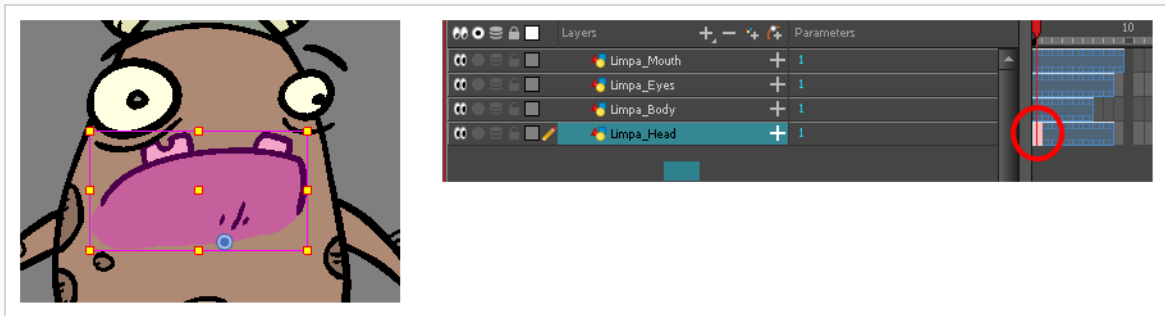 Layers Parameters 10
Limpa_Mouth 1
Limpa_Eyes 1
Limpa_Body 1
Limpa_Head 1